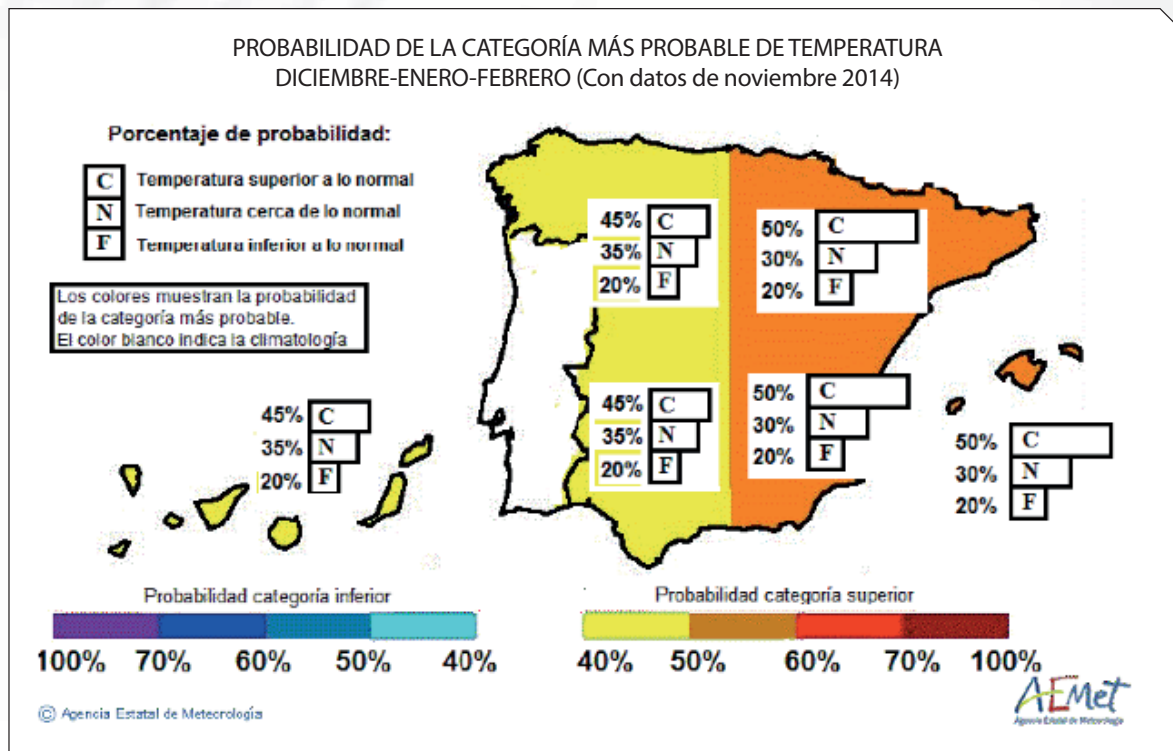 PROBABILIDAD DE LA CATEGORÍA MÁS PROBABLE DE TEMPERATURA
DICIEMBRE-ENERO-FEBRERO (Con datos de noviembre 2014)
Porcentaje de probabilidad:
C Temperatura superior a lo normal
N Temperatura cerca de lo normal
F Temperatura inferior a lo normal
Los colores muestran la probabilidad
de la categoría más probable.
El color blanco indica la climatología
45% C
35% N
20% F
50% C
30% N
20% F
45% C
35% N
20% F
50% C
30% N
20% F
45% C
35% N
20% F
50% C
30% N
20% F
Probabilidad categoría inferior
100% 70% 60% 50% 40%
Probabilidad categoría superior
40% 50% 60% 70% 100%
© Agencia Estatal de Meteorología
AEMet
Agencia Estatal de Meteorología